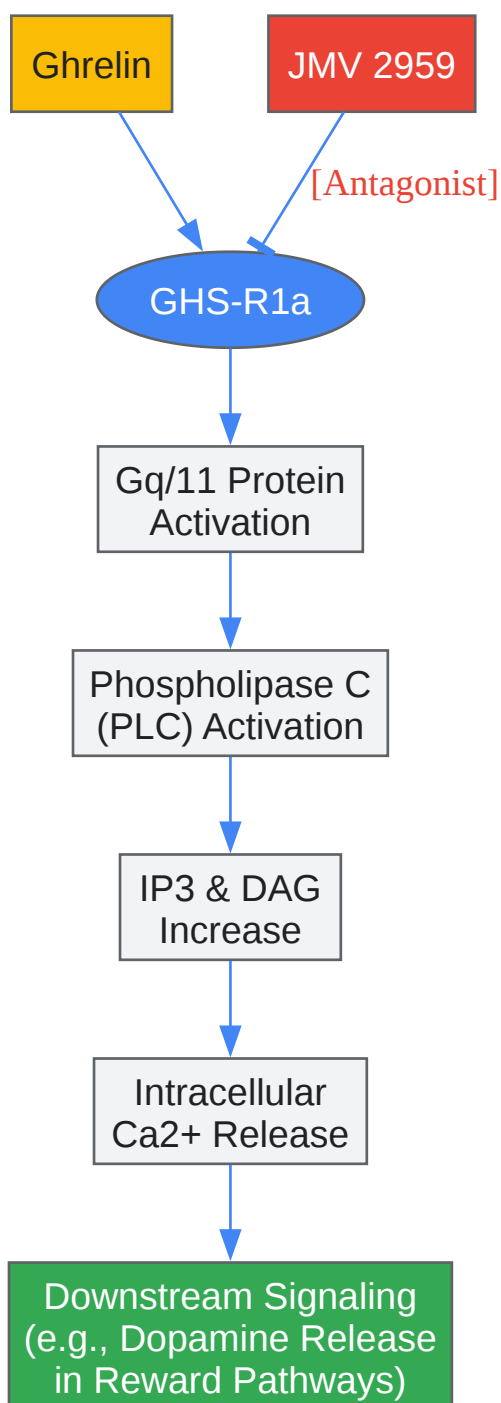 Ghrelin
JMV 2959
[Antagonist]
GHS-R1a
Gq/11 Protein
Activation
Phospholipase C
(PLC) Activation
IP3 & DAG
Increase
Intracellular
Ca2+ Release
Downstream Signaling
(e.g., Dopamine Release
in Reward Pathways)